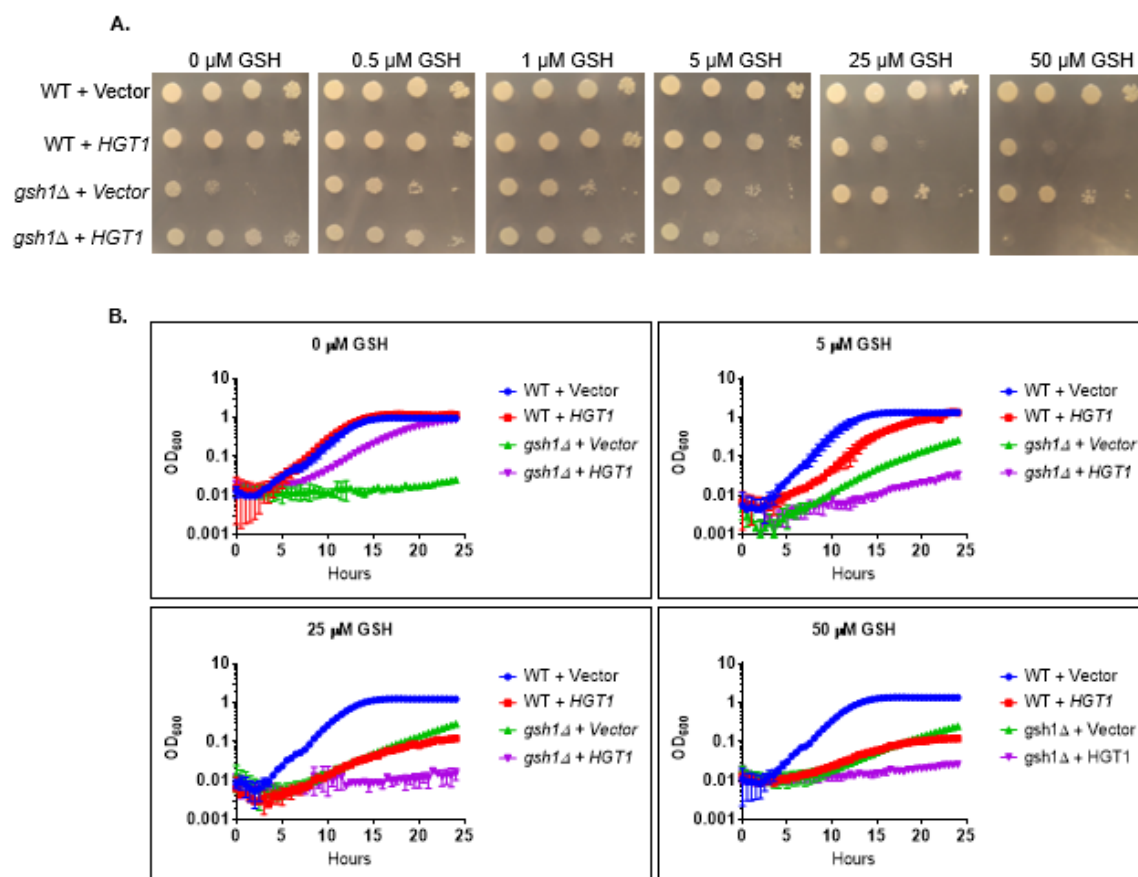 A.
0 µM GSH 0.5 µM GSH 1 µM GSH 5 µM GSH 25 µM GSH 50 µM GSH
WT + Vector
WT + HGT1
gsh1Δ + Vector
gsh1Δ + HGT1
B.
0 µM GSH
10
1
0.1
0.01
0.001
OD600
0 5 10 15 20 25
Hours
WT + Vector
WT + HGT1
gsh1Δ + Vector
gsh1Δ + HGT1
5 µM GSH
10
1
0.1
0.01
0.001
OD600
0 5 10 15 20 25
Hours
WT + Vector
WT + HGT1
gsh1Δ + Vector
gsh1Δ + HGT1
25 µM GSH
10
1
0.1
0.01
0.001
OD600
0 5 10 15 20 25
Hours
WT + Vector
WT + HGT1
gsh1Δ + Vector
gsh1Δ + HGT1
50 µM GSH
10
1
0.1
0.01
0.001
OD600
0 5 10 15 20 25
Hours
WT + Vector
WT + HGT1
gsh1Δ + Vector
gsh1Δ + HGT1